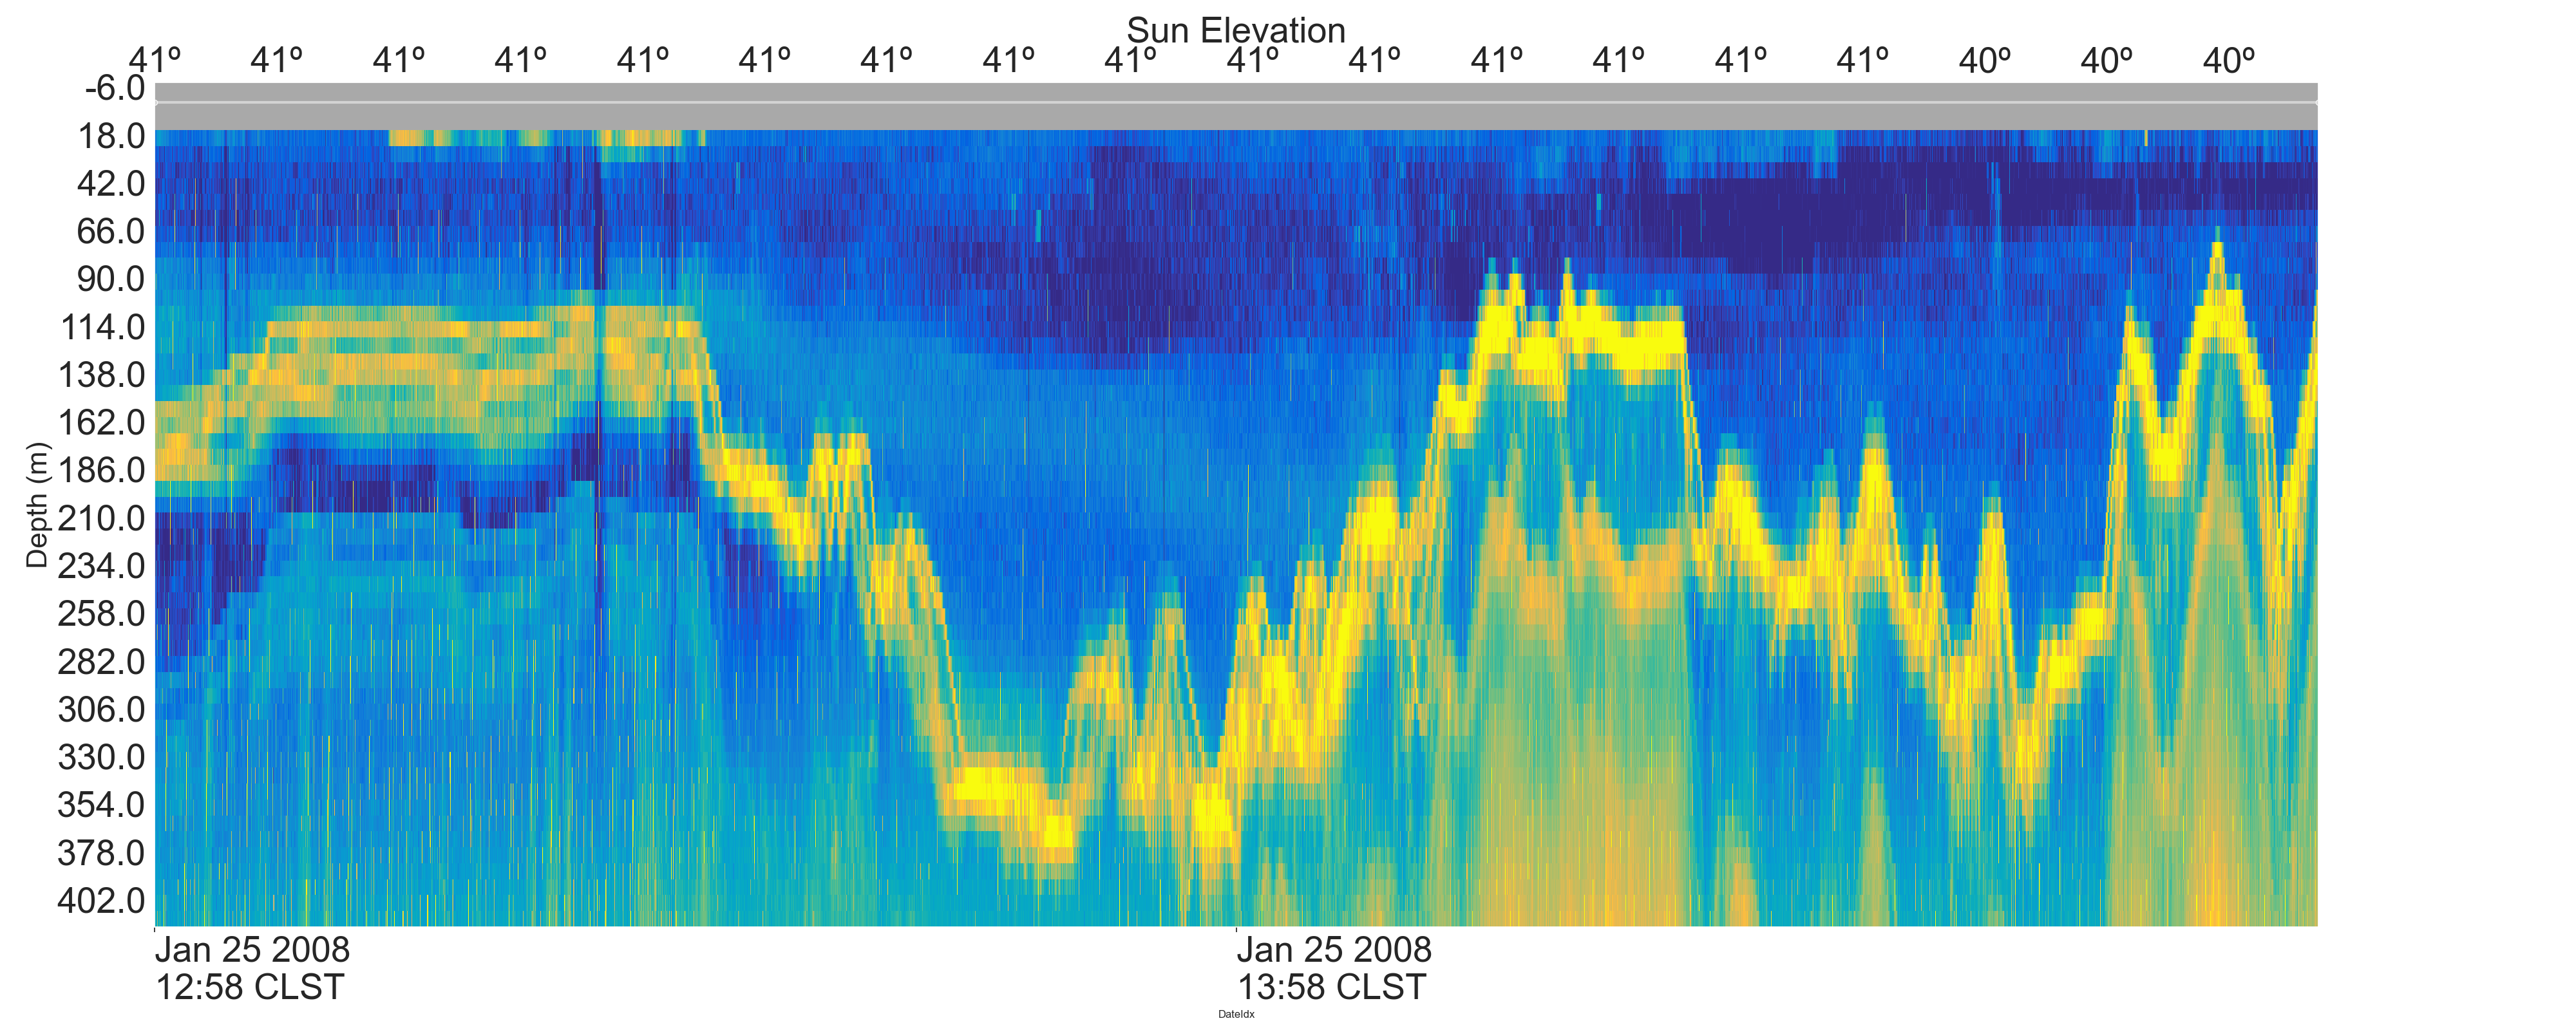 Sun Elevation
41º 41º 41º 41º 41º 41º 41º 41º 41º 41º 41º 41º 41º 41º 41º 40º 40º 40º
-6.0
18.0
42.0
66.0
90.0
114.0
138.0
162.0
186.0
210.0
234.0
258.0
282.0
306.0
330.0
354.0
378.0
402.0
Depth (m)
Jan 25 2008
12:58 CLST
Jan 25 2008
13:58 CLST
DateIdx